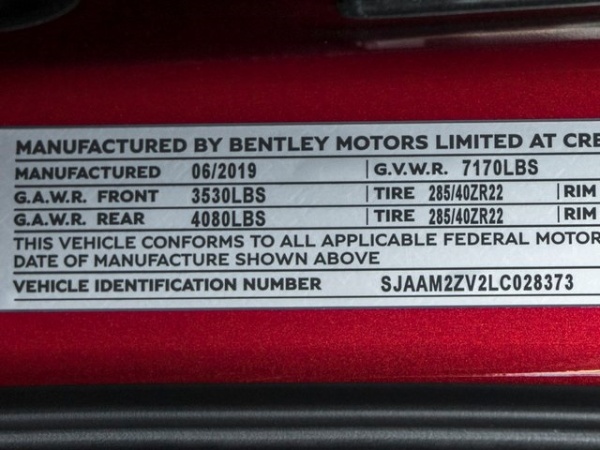 MANUFACTURED BY BENTLEY MOTORS LIMITED AT CRE
MANUFACTURED 06/2019 | G.V.W.R. 7170LBS
G.A.W.R. FRONT 3530LBS | TIRE 285/40ZR22 | RIM
G.A.W.R. REAR 4080LBS | TIRE 285/40ZR22 | RIM
THIS VEHICLE CONFORMS TO ALL APPLICABLE FEDERAL MOTOR
DATE OF MANUFACTURE SHOWN ABOVE
VEHICLE IDENTIFICATION NUMBER SJAAM2ZV2LC028373